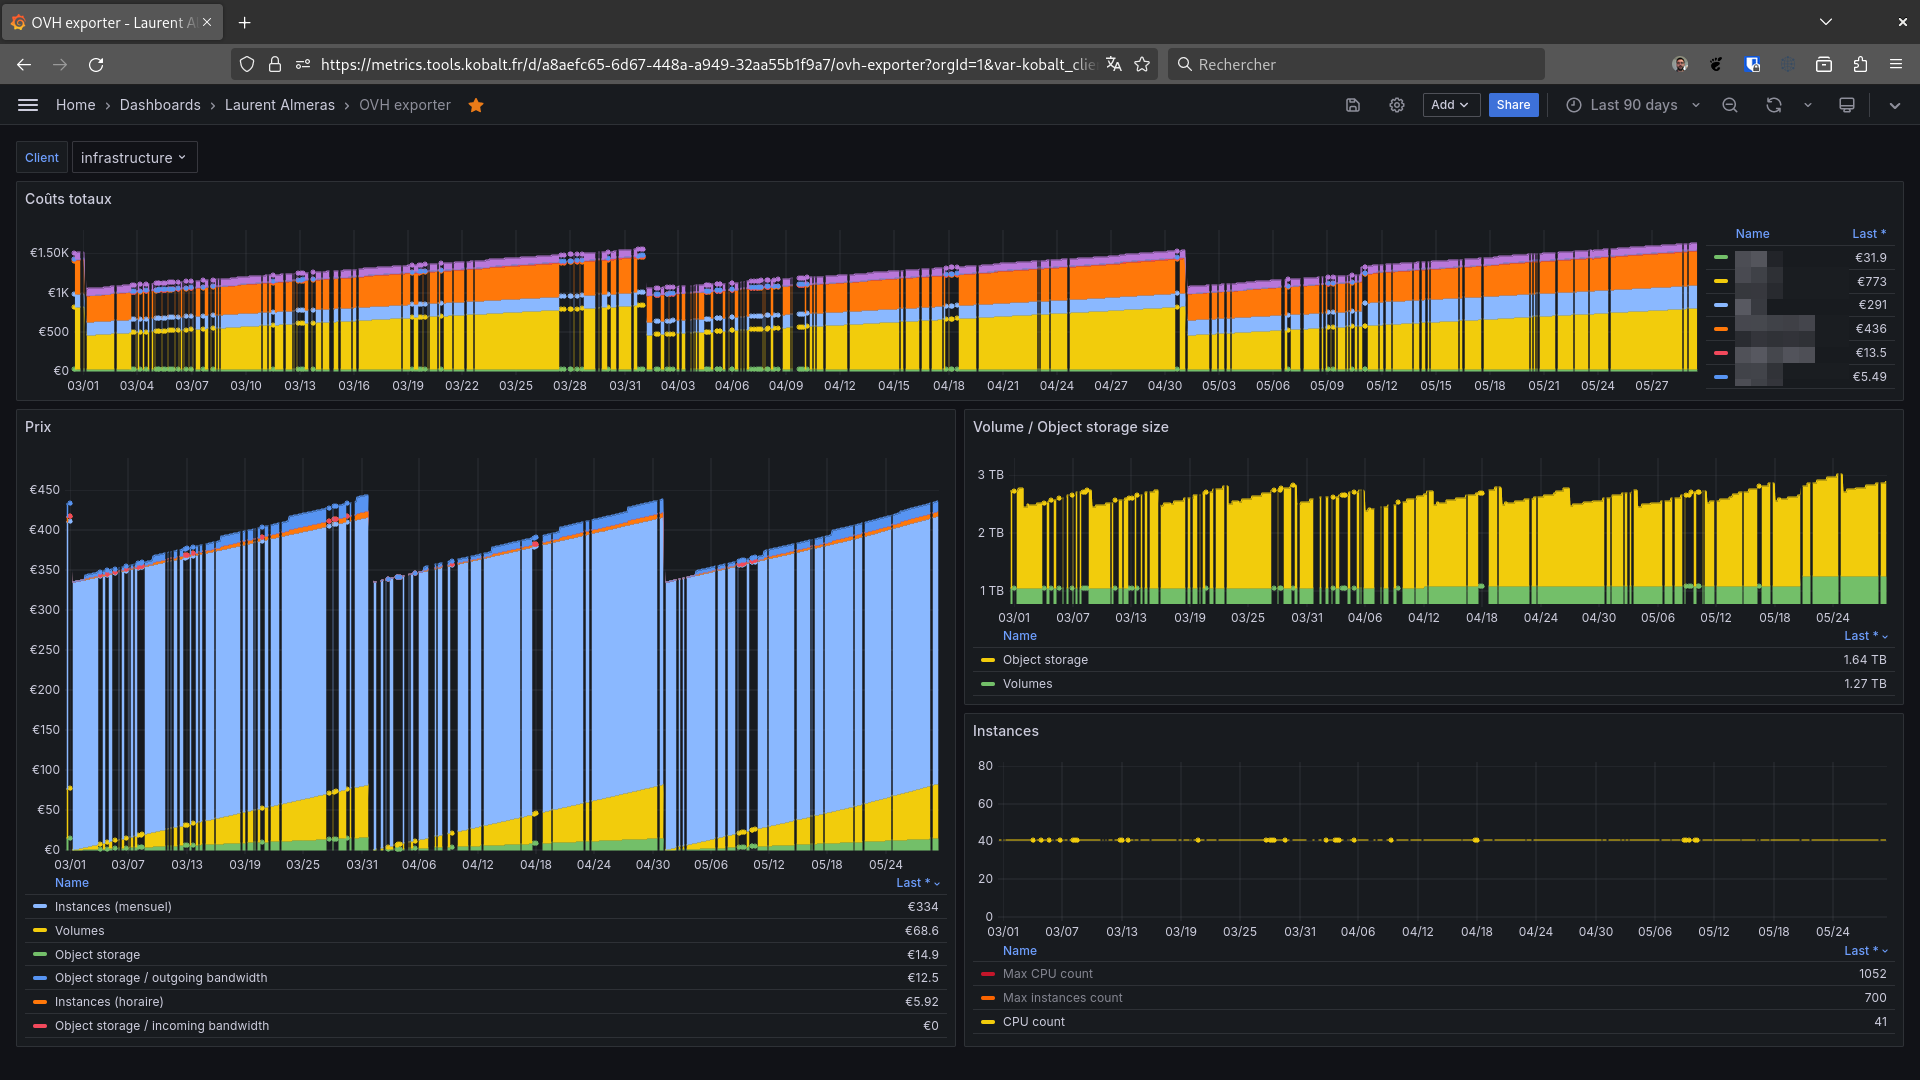 OVH exporter - Laurent A
https://metrics.tools.kobalt.fr/d/a8aefc65-6d67-448a-a949-32aa55b1f9a7/ovh-exporter?orgId=1&var-kobalt_clie
Rechercher
Home › Dashboards › Laurent Almeras › OVH exporter
Add
Share
Last 90 days
Client
infrastructure
Coûts totaux
€1.50K
€1K
€500
€0
03/01 03/04 03/07 03/10 03/13 03/16 03/19 03/22 03/25 03/28 03/31 04/03 04/06 04/09 04/12 04/15 04/18 04/21 04/24 04/27 04/30 05/03 05/06 05/09 05/12 05/15 05/18 05/21 05/24 05/27
Name Last *
€31.9
€773
€291
€436
€13.5
€5.49
Prix
€450
€400
€350
€300
€250
€200
€150
€100
€50
€0
03/01 03/07 03/13 03/19 03/25 03/31 04/06 04/12 04/18 04/24 04/30 05/06 05/12 05/18 05/24
Name Last *
Instances (mensuel) €334
Volumes €68.6
Object storage €14.9
Object storage / outgoing bandwidth €12.5
Instances (horaire) €5.92
Object storage / incoming bandwidth €0
Volume / Object storage size
3 TB
2 TB
1 TB
03/01 03/07 03/13 03/19 03/25 03/31 04/06 04/12 04/18 04/24 04/30 05/06 05/12 05/18 05/24
Name Last *
Object storage 1.64 TB
Volumes 1.27 TB
Instances
80
60
40
20
0
03/01 03/07 03/13 03/19 03/25 03/31 04/06 04/12 04/18 04/24 04/30 05/06 05/12 05/18 05/24
Name Last *
Max CPU count 1052
Max instances count 700
CPU count 41